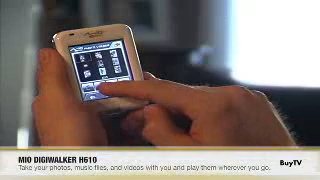 MIO DIGIWALKER H610
Take your photos, music files, and videos with you and play them wherever you go.
BuyTV